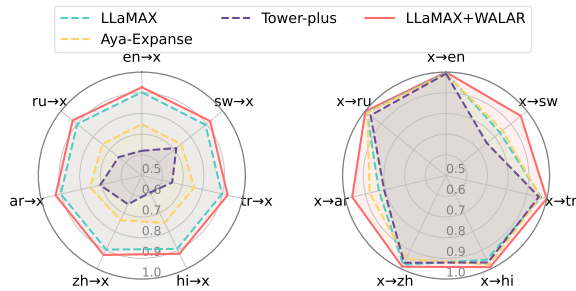 LLaMAX Tower-plus LLaMAX+WALAR
Aya-Expanse
en→x x→en
ru→x sw→x x→ru x→sw
ar→x tr→x x→ar x→tr
zh→x hi→x x→zh x→hi
0.5 0.5
0.6 0.6
0.7 0.7
0.8 0.8
0.9 0.9
1.0 1.0